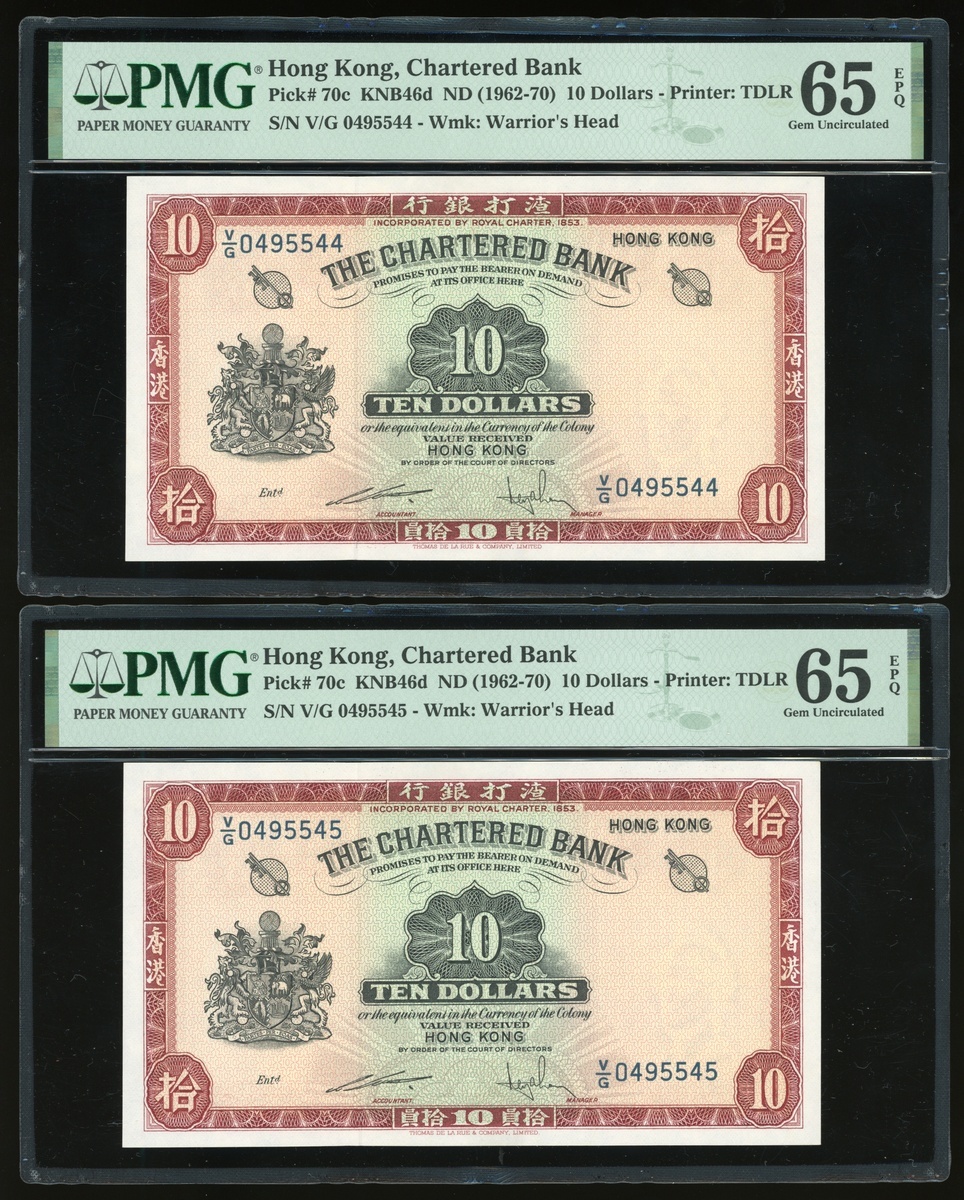 PMG® Hong Kong, Chartered Bank 65 EPQ
Pick# 70c KNB46d ND (1962-70) 10 Dollars - Printer: TDLR
PAPER MONEY GUARANTY S/N V/G 0495544 - Wmk: Warrior's Head Gem Uncirculated
行銀打渣
INCORPORATED BY ROYAL CHARTER, 1853.
10 V/G 0495544 HONG KONG 拾
THE CHARTERED BANK
PROMISES TO PAY THE BEARER ON DEMAND
AT ITS OFFICE HERE
10
香港 香港
TEN DOLLARS
or the equivalent in the Currency of the Colony
VALUE RECEIVED
HONG KONG
BY ORDER OF THE COURT OF DIRECTORS
拾 Entd V/G 0495544 10
ACCOUNTANT. MANAGER
員拾 10 員拾
THOMAS DE LA RUE & COMPANY, LIMITED.
PMG® Hong Kong, Chartered Bank 65 EPQ
Pick# 70c KNB46d ND (1962-70) 10 Dollars - Printer: TDLR
PAPER MONEY GUARANTY S/N V/G 0495545 - Wmk: Warrior's Head Gem Uncirculated
行銀打渣
INCORPORATED BY ROYAL CHARTER, 1853.
10 V/G 0495545 HONG KONG 拾
THE CHARTERED BANK
PROMISES TO PAY THE BEARER ON DEMAND
AT ITS OFFICE HERE
10
香港 香港
TEN DOLLARS
or the equivalent in the Currency of the Colony
VALUE RECEIVED
HONG KONG
BY ORDER OF THE COURT OF DIRECTORS
拾 Entd V/G 0495545 10
ACCOUNTANT. MANAGER
員拾 10 員拾
THOMAS DE LA RUE & COMPANY, LIMITED.